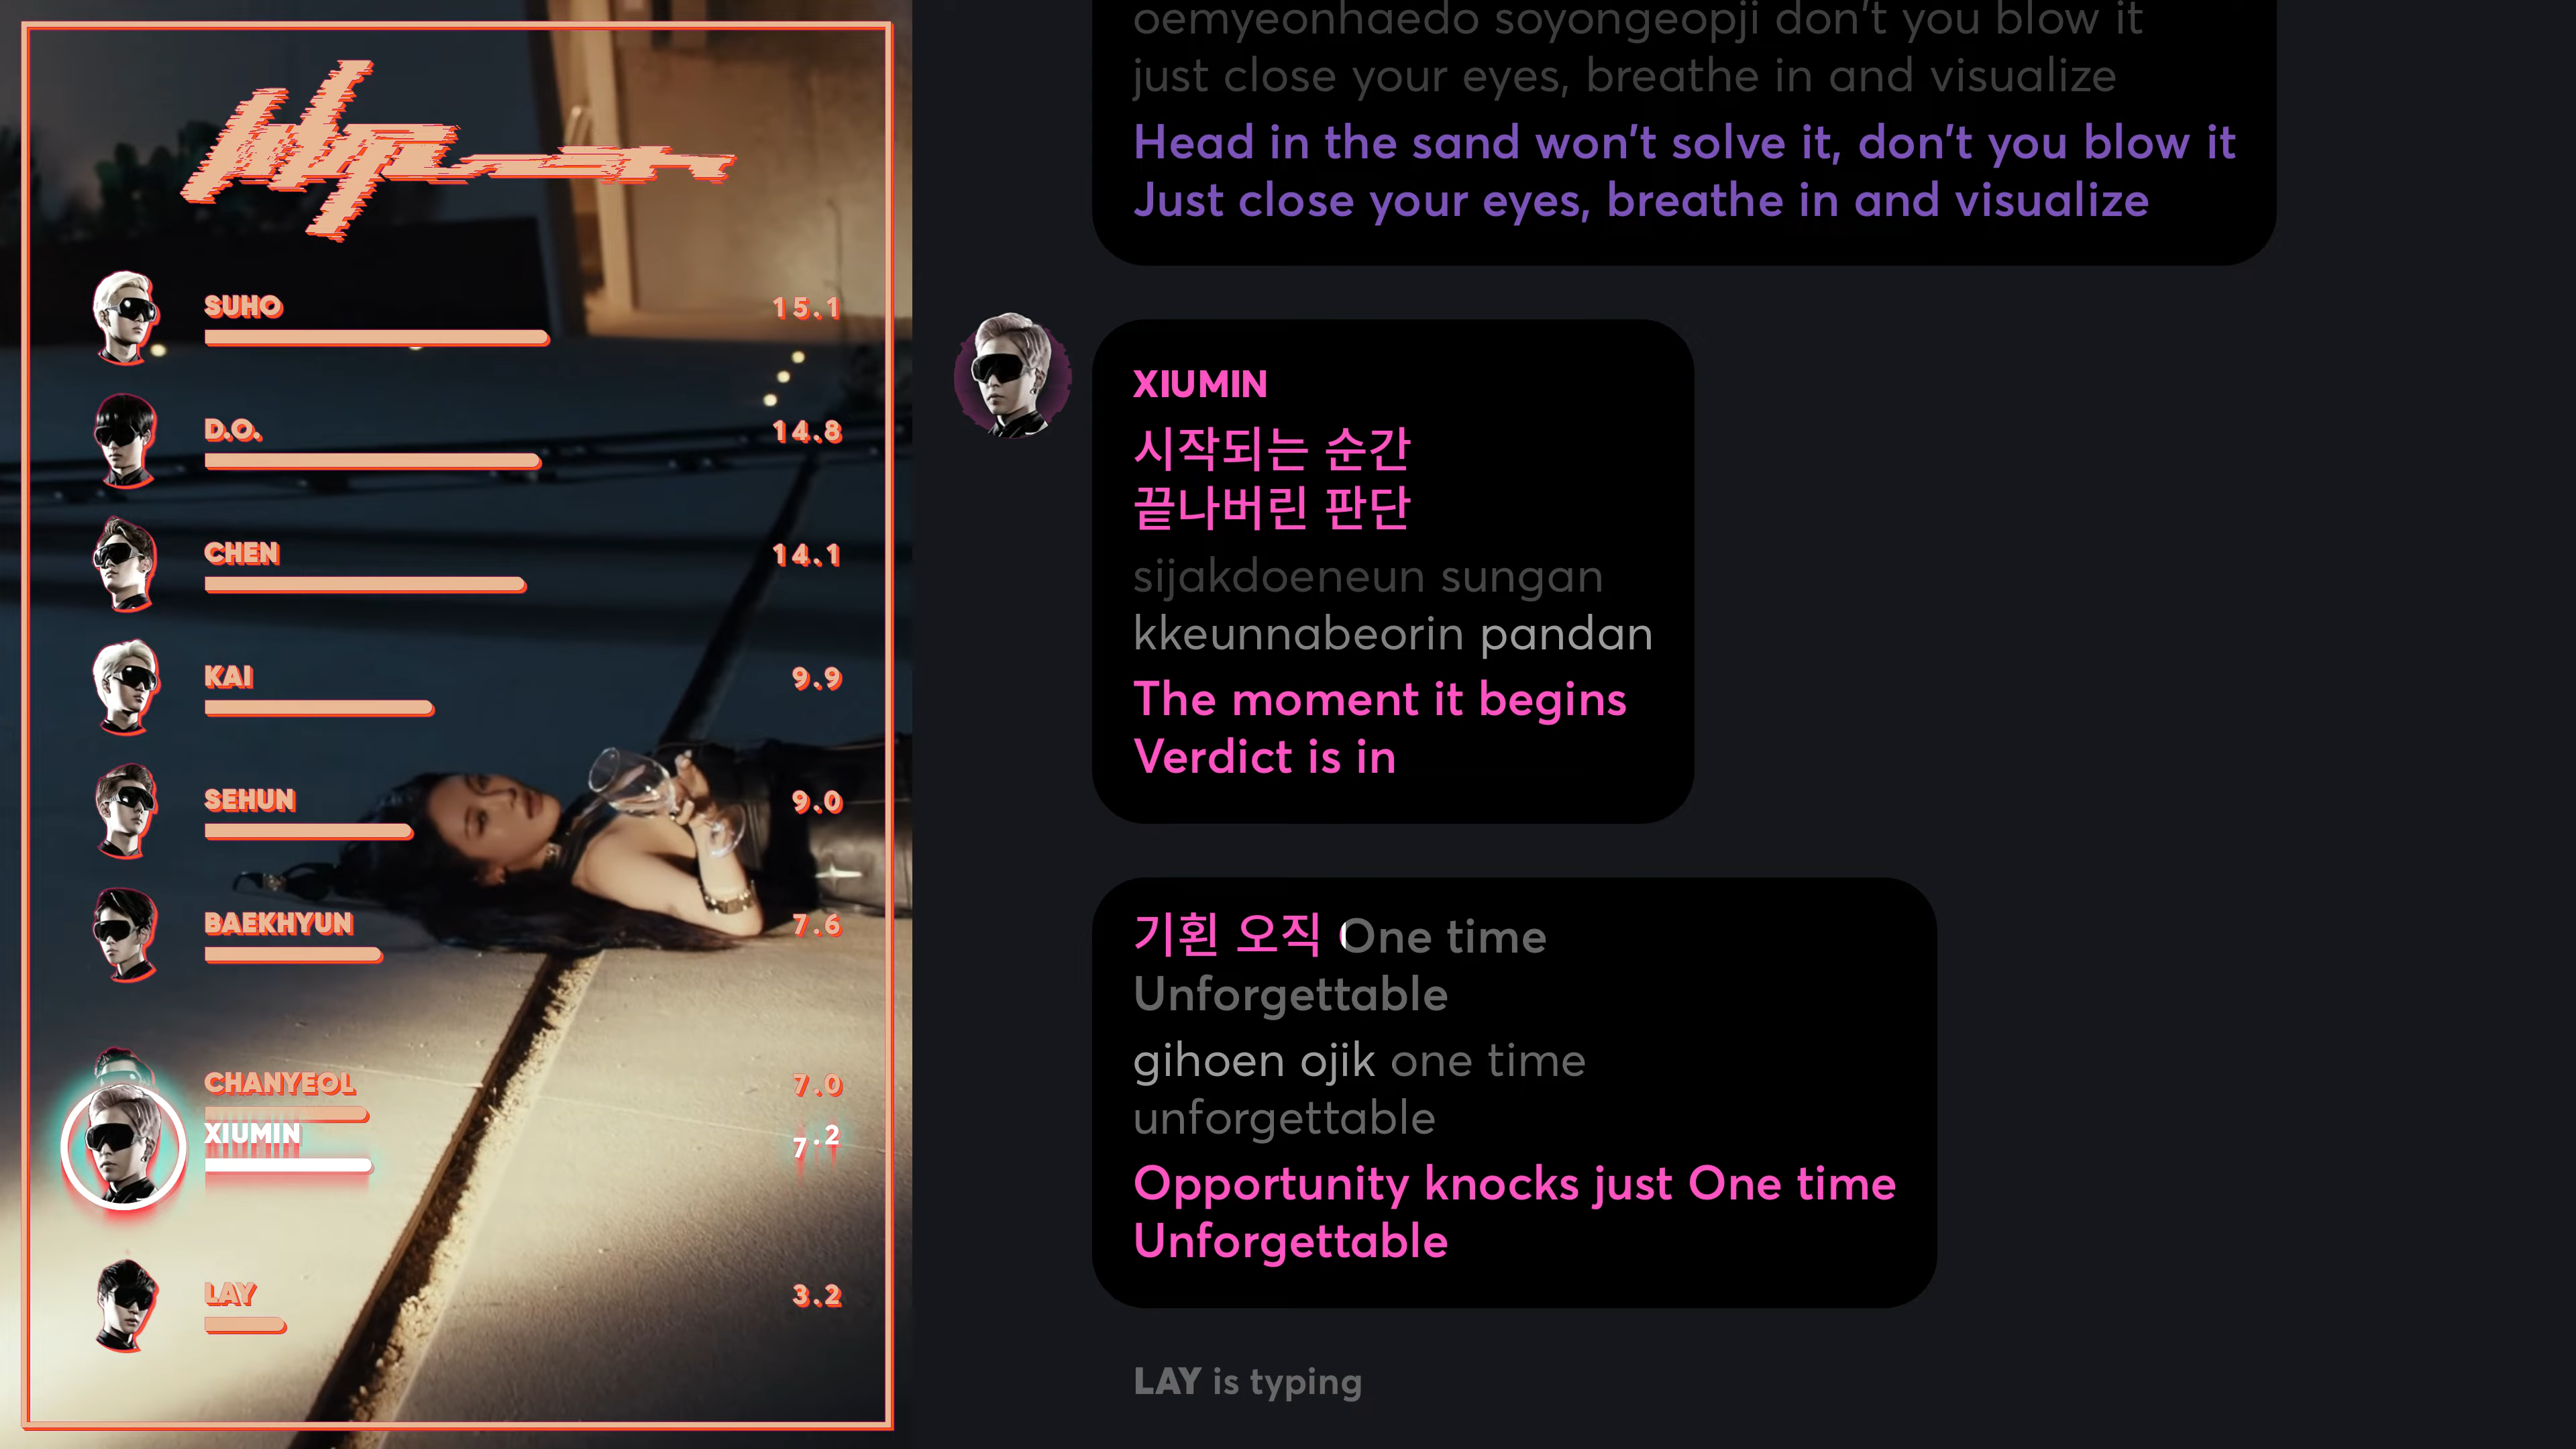 SUHO 15.1
D.O. 14.8
CHEN 14.1
KAI 9.9
SEHUN 9.0
BAEKHYUN 7.6
CHANYEOL 7.0
XIUMIN 7.2
LAY 3.2
oemyeonhaedo soyongeopji don't you blow it
just close your eyes, breathe in and visualize
Head in the sand won't solve it, don't you blow it
Just close your eyes, breathe in and visualize
XIUMIN
시작되는 순간
끝나버린 판단
sijakdoeneun sungan
kkeunnabeorin pandan
The moment it begins
Verdict is in
기횐 오직 One time
Unforgettable
gihoen ojik one time
unforgettable
Opportunity knocks just One time
Unforgettable
LAY is typing